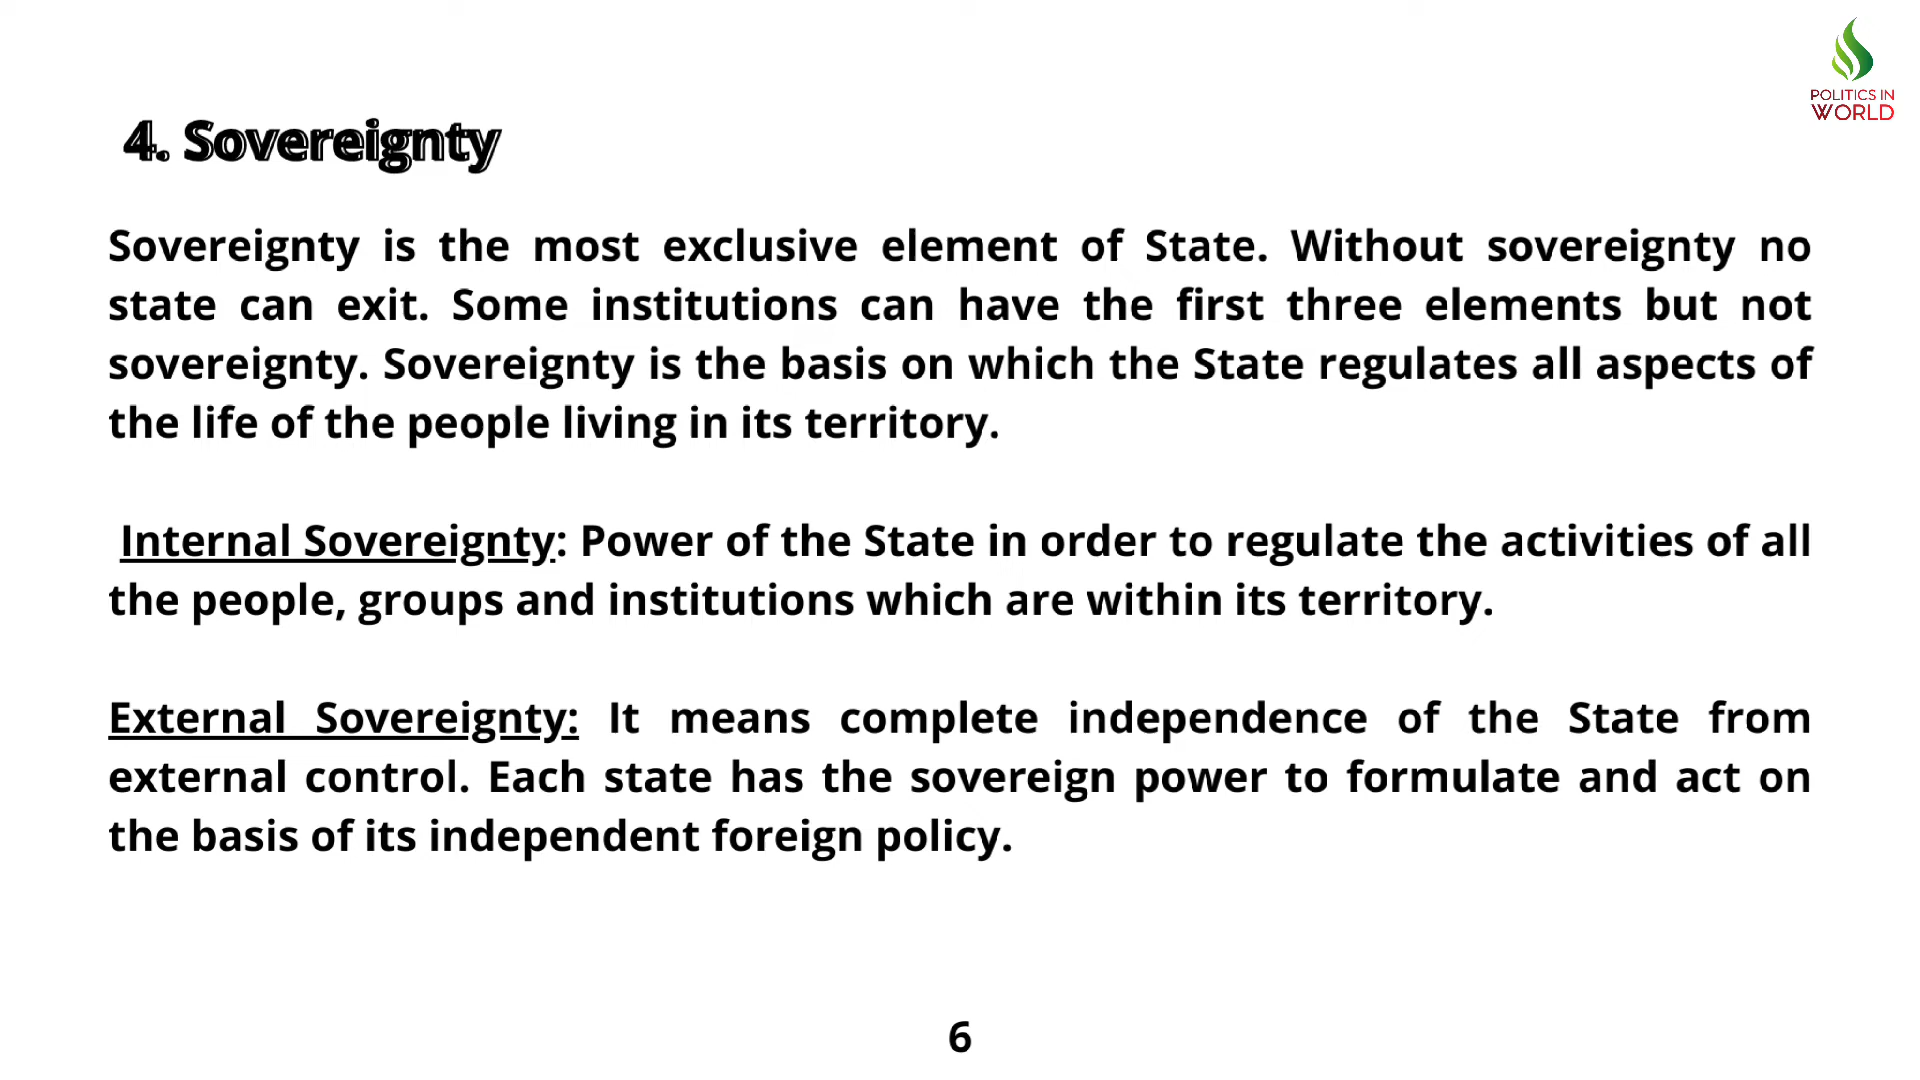 POLITICS IN
WORLD
4. Sovereignty
Sovereignty is the most exclusive element of State. Without sovereignty no
state can exit. Some institutions can have the first three elements but not
sovereignty. Sovereignty is the basis on which the State regulates all aspects of
the life of the people living in its territory.
Internal Sovereignty: Power of the State in order to regulate the activities of all
the people, groups and institutions which are within its territory.
External Sovereignty: It means complete independence of the State from
external control. Each state has the sovereign power to formulate and act on
the basis of its independent foreign policy.
6